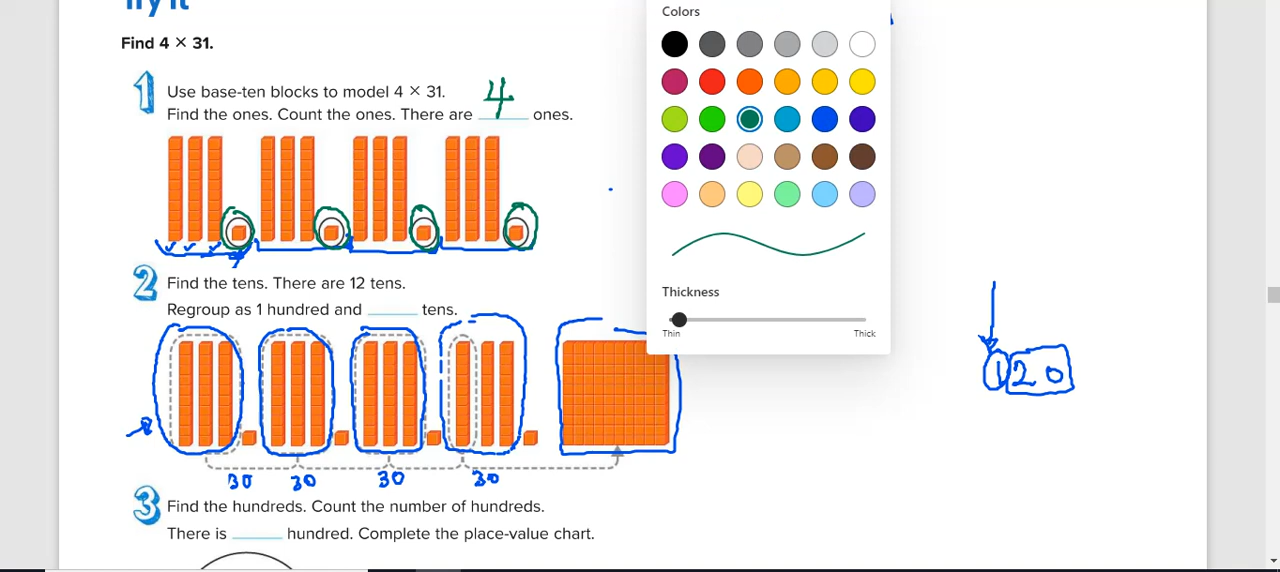 Try It
Colors
Find 4 × 31.
1 Use base-ten blocks to model 4 × 31.
Find the ones. Count the ones. There are 4 ones.
2 Find the tens. There are 12 tens.
Regroup as 1 hundred and ______ tens.
Thickness
Thin Thick
120
30 30 30 30
3 Find the hundreds. Count the number of hundreds.
There is ______ hundred. Complete the place-value chart.